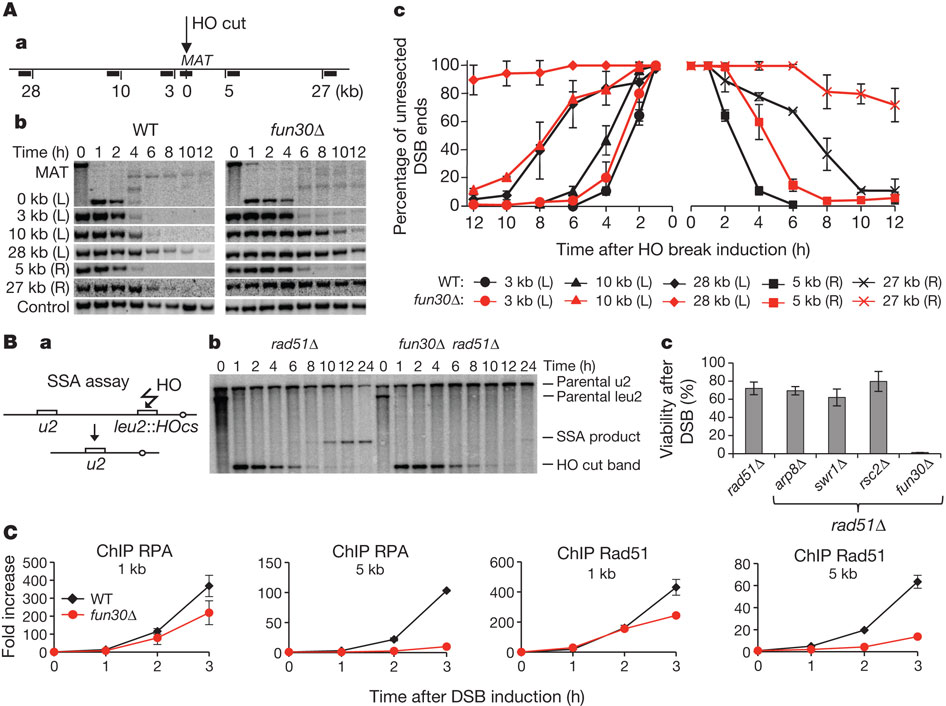 A
HO cut
a
MAT
28 10 3 0 5 27 (kb)
b
WT fun30Δ
Time (h) 0 1 2 4 6 8 10 12 0 1 2 4 6 8 10 12
MAT
0 kb (L)
3 kb (L)
10 kb (L)
28 kb (L)
5 kb (R)
27 kb (R)
Control
c
Percentage of unresected
DSB ends
100
80
60
40
20
0
12 10 8 6 4 2 0 0 2 4 6 8 10 12
Time after HO break induction (h)
WT: 3 kb (L) 10 kb (L) 28 kb (L) 5 kb (R) 27 kb (R)
fun30Δ: 3 kb (L) 10 kb (L) 28 kb (L) 5 kb (R) 27 kb (R)
B
a
SSA assay
HO
u2 leu2::HOcs
u2
b
rad51Δ fun30Δ rad51Δ
0 1 2 4 6 8 10 12 24 Time (h) 0 1 2 4 6 8 10 12 24
Parental u2
Parental leu2
SSA product
HO cut band
c
Viability after
DSB (%)
100
80
60
40
20
0
rad51Δ
arp8Δ
swr1Δ
rsc2Δ
fun30Δ
rad51Δ
C
Fold increase
ChIP RPA
1 kb
500
400
300
200
100
0
WT
fun30Δ
0 1 2 3
ChIP RPA
5 kb
150
100
50
0
0 1 2 3
ChIP Rad51
1 kb
600
400
200
0
0 1 2 3
ChIP Rad51
5 kb
80
60
40
20
0
0 1 2 3
Time after DSB induction (h)